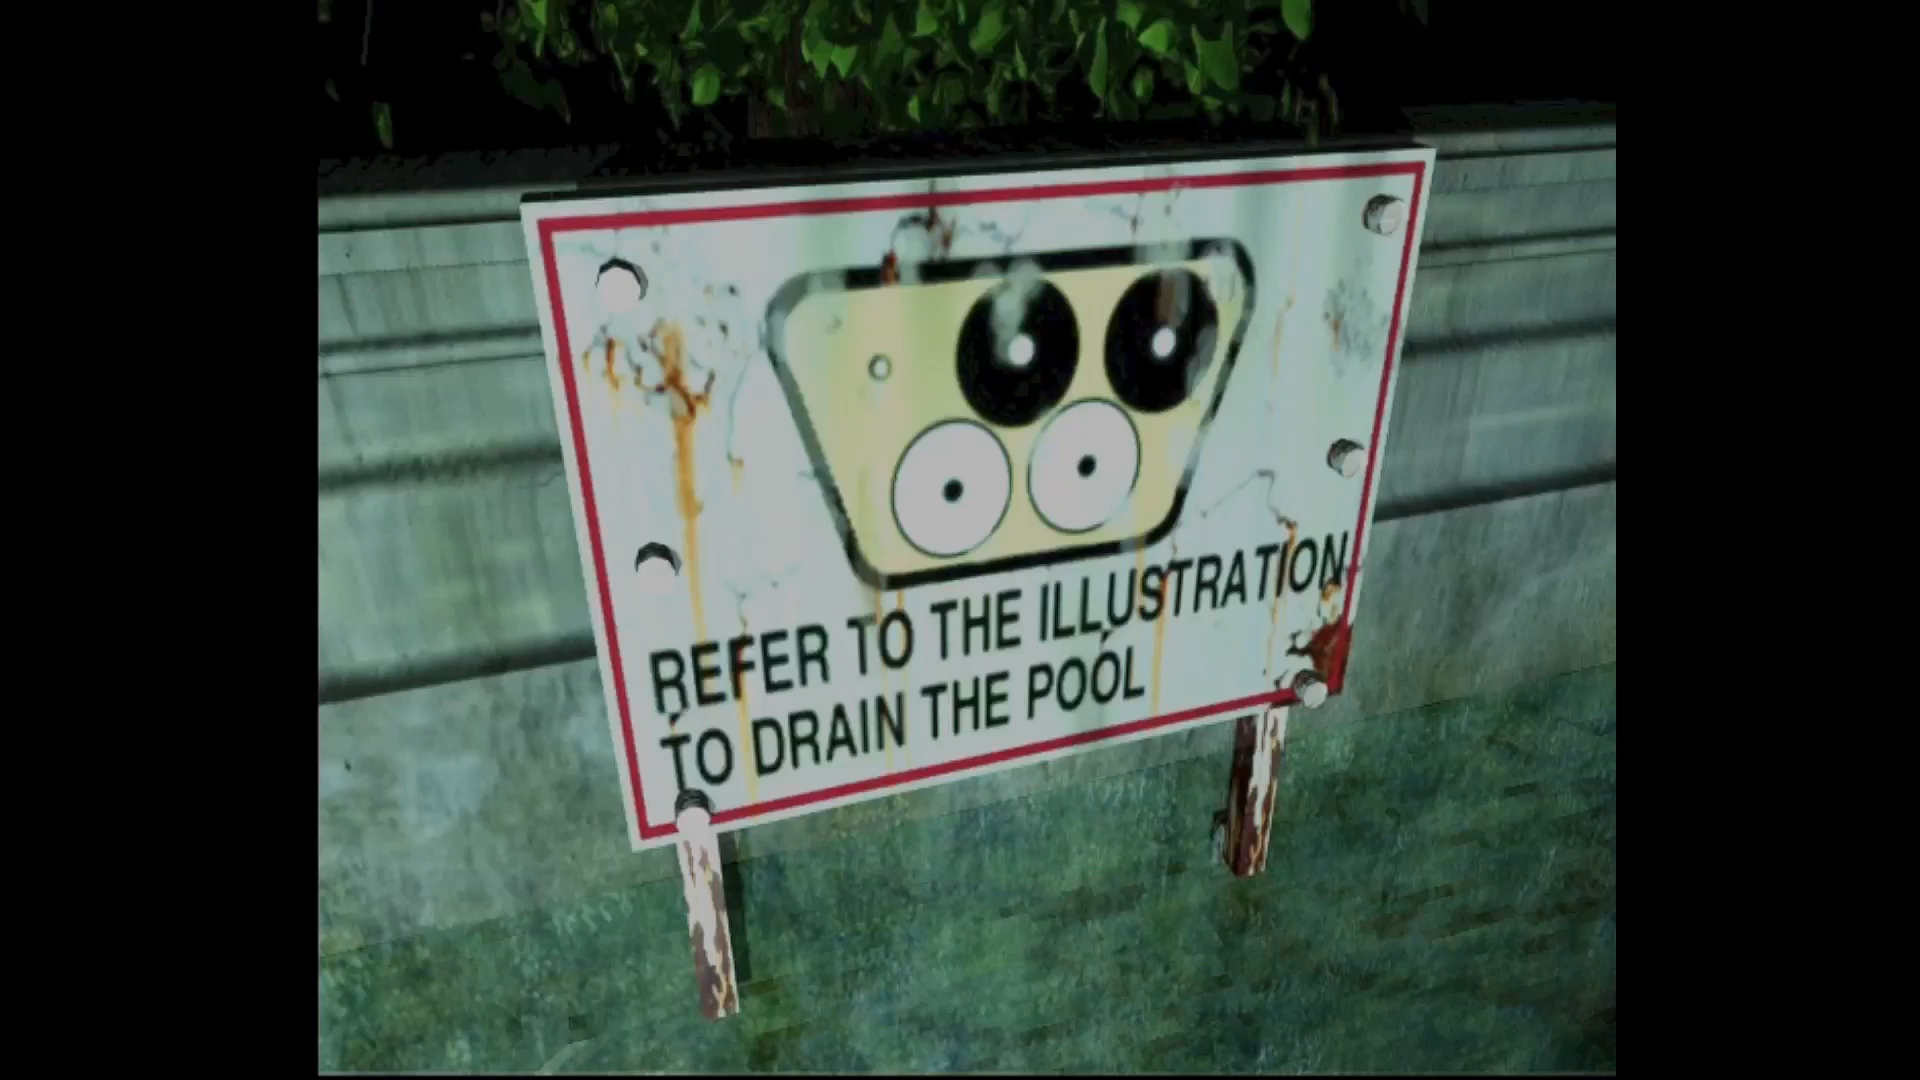 REFER TO THE ILLUSTRATION
TO DRAIN THE POOL